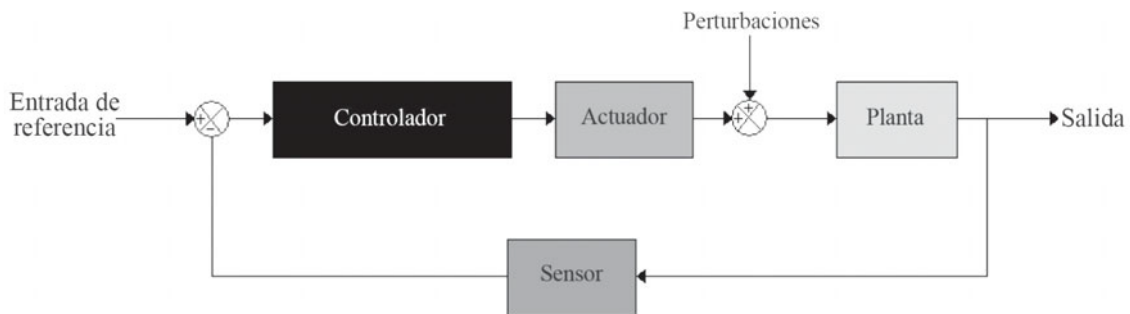 Perturbaciones
Entrada de
referencia
Controlador
Actuador
Planta
Salida
Sensor